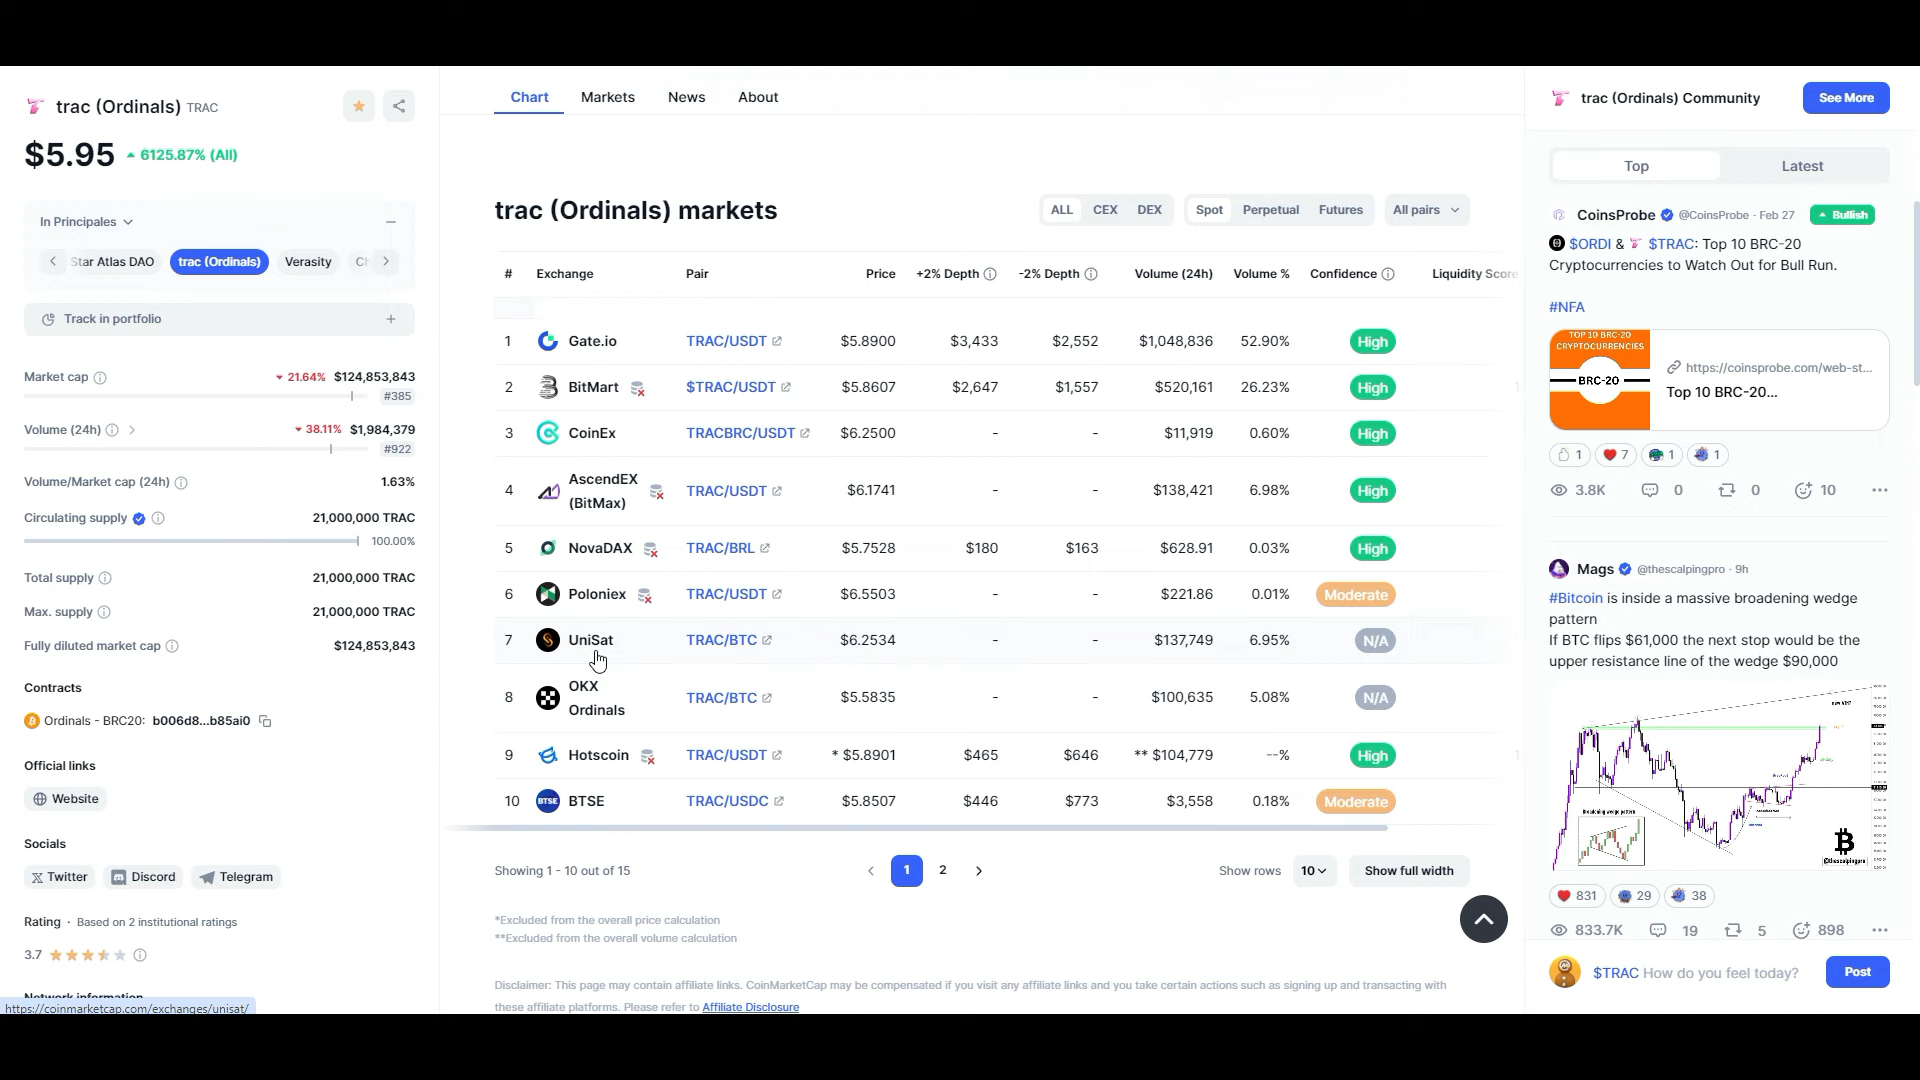 trac (Ordinals) TRAC
$5.95 6125.87% (All)
In Principales
Star Atlas DAO trac (Ordinals) Verasity
Track in portfolio
Market cap 21.64% $124,853,843
#385
Volume (24h) 38.11% $1,984,379
#922
Volume/Market cap (24h) 1.63%
Circulating supply 21,000,000 TRAC
100.00%
Total supply 21,000,000 TRAC
Max. supply 21,000,000 TRAC
Fully diluted market cap $124,853,843
Contracts
Ordinals - BRC20: b006d8...b85ai0
Official links
Website
Socials
Twitter Discord Telegram
Rating · Based on 2 institutional ratings
3.7
Network information
https://coinmarketcap.com/exchanges/unisat/
Chart Markets News About
trac (Ordinals) markets
ALL CEX DEX Spot Perpetual Futures All pairs
# Exchange Pair Price +2% Depth -2% Depth Volume (24h) Volume % Confidence Liquidity Score
1 Gate.io TRAC/USDT $5.8900 $3,433 $2,552 $1,048,836 52.90% High
2 BitMart $TRAC/USDT $5.8607 $2,647 $1,557 $520,161 26.23% High
3 CoinEx TRACBRC/USDT $6.2500 - - $11,919 0.60% High
4 AscendEX (BitMax) TRAC/USDT $6.1741 - - $138,421 6.98% High
5 NovaDAX TRAC/BRL $5.7528 $180 $163 $628.91 0.03% High
6 Poloniex TRAC/USDT $6.5503 - - $221.86 0.01% Moderate
7 UniSat TRAC/BTC $6.2534 - - $137,749 6.95% N/A
8 OKX Ordinals TRAC/BTC $5.5835 - - $100,635 5.08% N/A
9 Hotscoin TRAC/USDT * $5.8901 $465 $646 ** $104,779 --% High
10 BTSE TRAC/USDC $5.8507 $446 $773 $3,558 0.18% Moderate
Showing 1 - 10 out of 15
1 2
Show rows 10 Show full width
*Excluded from the overall price calculation
**Excluded from the overall volume calculation
Disclaimer: This page may contain affiliate links. CoinMarketCap may be compensated if you visit any affiliate links and you take certain actions such as signing up and transacting with
these affiliate platforms. Please refer to Affiliate Disclosure
trac (Ordinals) Community See More
Top Latest
CoinsProbe @CoinsProbe · Feb 27 Bullish
$ORDI & $TRAC: Top 10 BRC-20
Cryptocurrencies to Watch Out for Bull Run.
#NFA
TOP 10 BRC-20
CRYPTOCURRENCIES
BRC-20
https://coinsprobe.com/web-st...
Top 10 BRC-20...
1 7 1 1
3.8K 0 0 10
Mags @thescalpingpro · 9h
#Bitcoin is inside a massive broadening wedge
pattern
If BTC flips $61,000 the next stop would be the
upper resistance line of the wedge $90,000
Broadening wedge pattern
@thescalpingpro
831 29 38
833.7K 19 5 898
$TRAC How do you feel today? Post